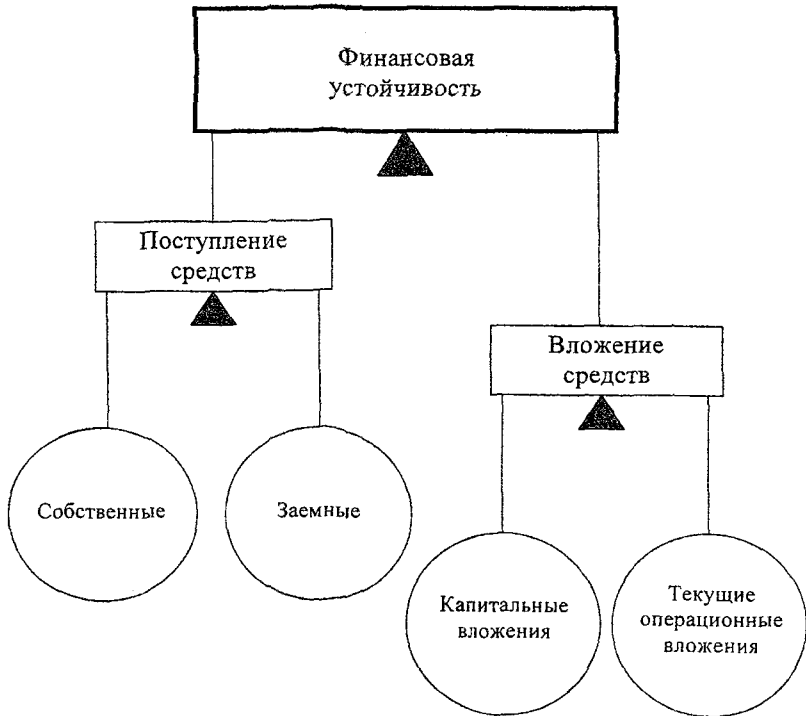 Финансовая
устойчивость
Поступление
средств
Вложение
средств
Собственные
Заемные
Капитальные
вложения
Текущие
операционные
вложения